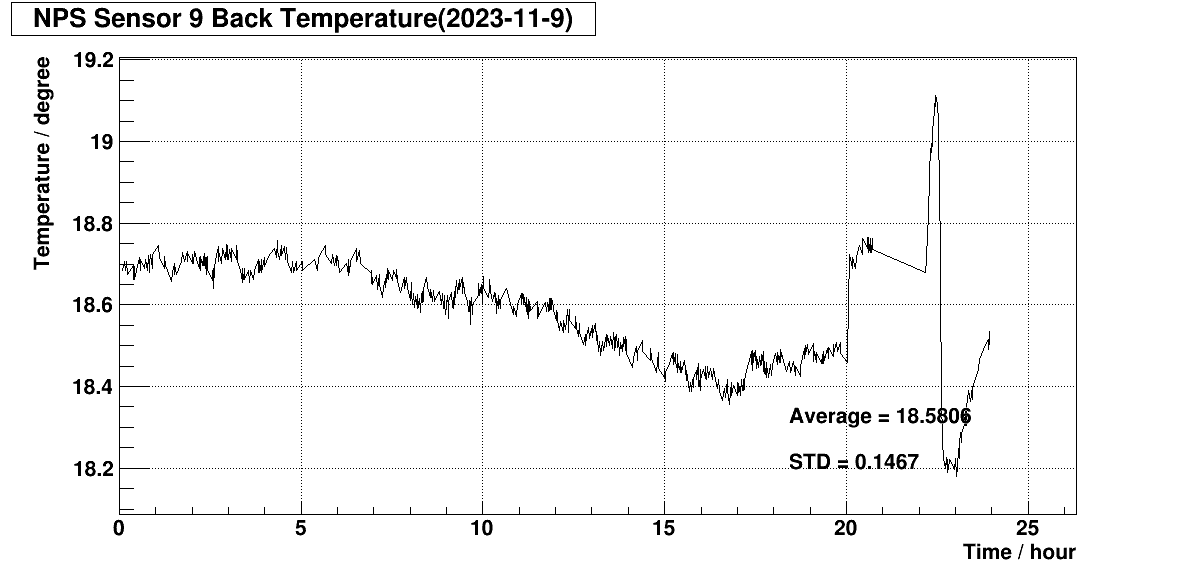 NPS Sensor 9 Back Temperature(2023-11-9)
Temperature / degree
19.2
19
18.8
18.6
18.4
18.2
Average = 18.5806
STD = 0.1467
0 5 10 15 20 25
Time / hour